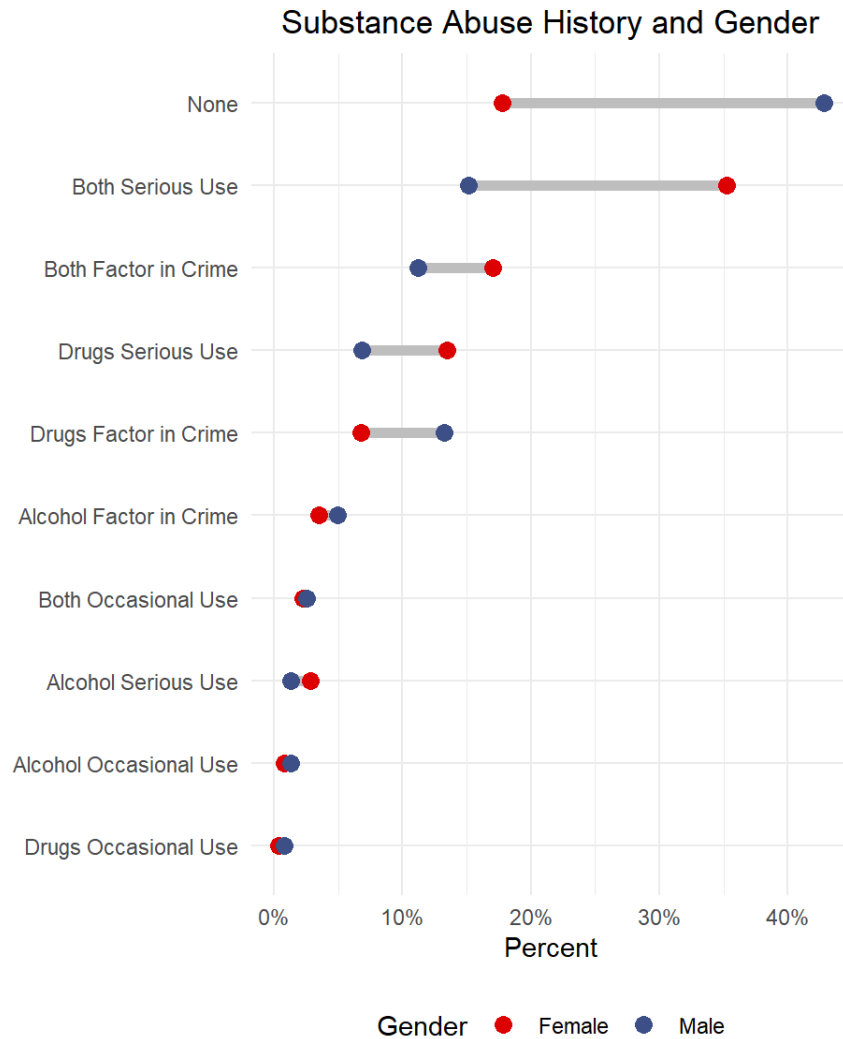 Substance Abuse History and Gender
None
Both Serious Use
Both Factor in Crime
Drugs Serious Use
Drugs Factor in Crime
Alcohol Factor in Crime
Both Occasional Use
Alcohol Serious Use
Alcohol Occasional Use
Drugs Occasional Use
0% 10% 20% 30% 40%
Percent
Gender Female Male